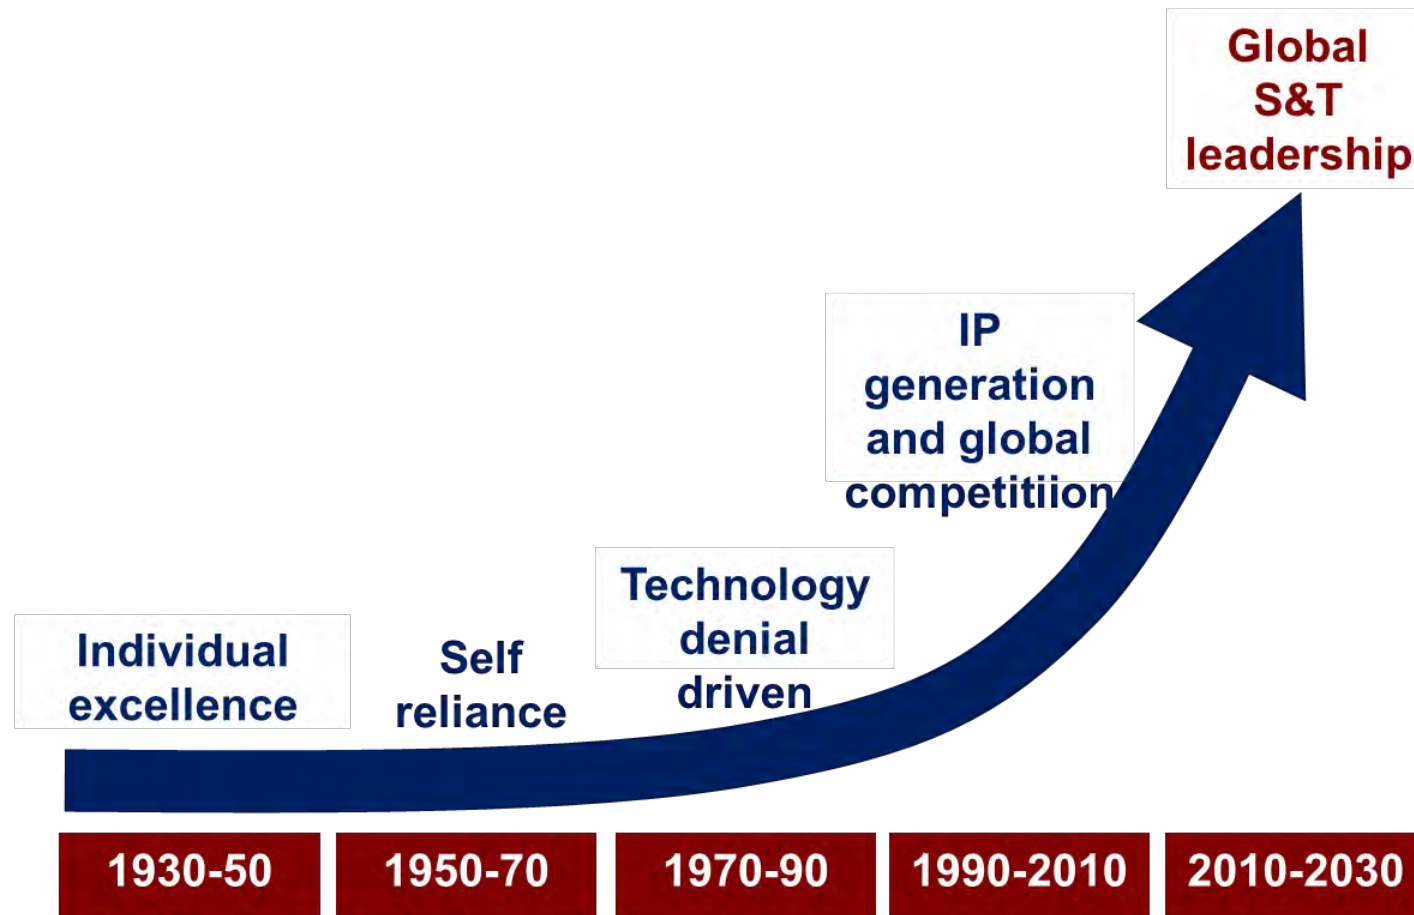 Global
S&T
leadership
IP
generation
and global
competitiion
Technology
denial
driven
Individual
excellence
Self
reliance
1930-50
1950-70
1970-90
1990-2010
2010-2030